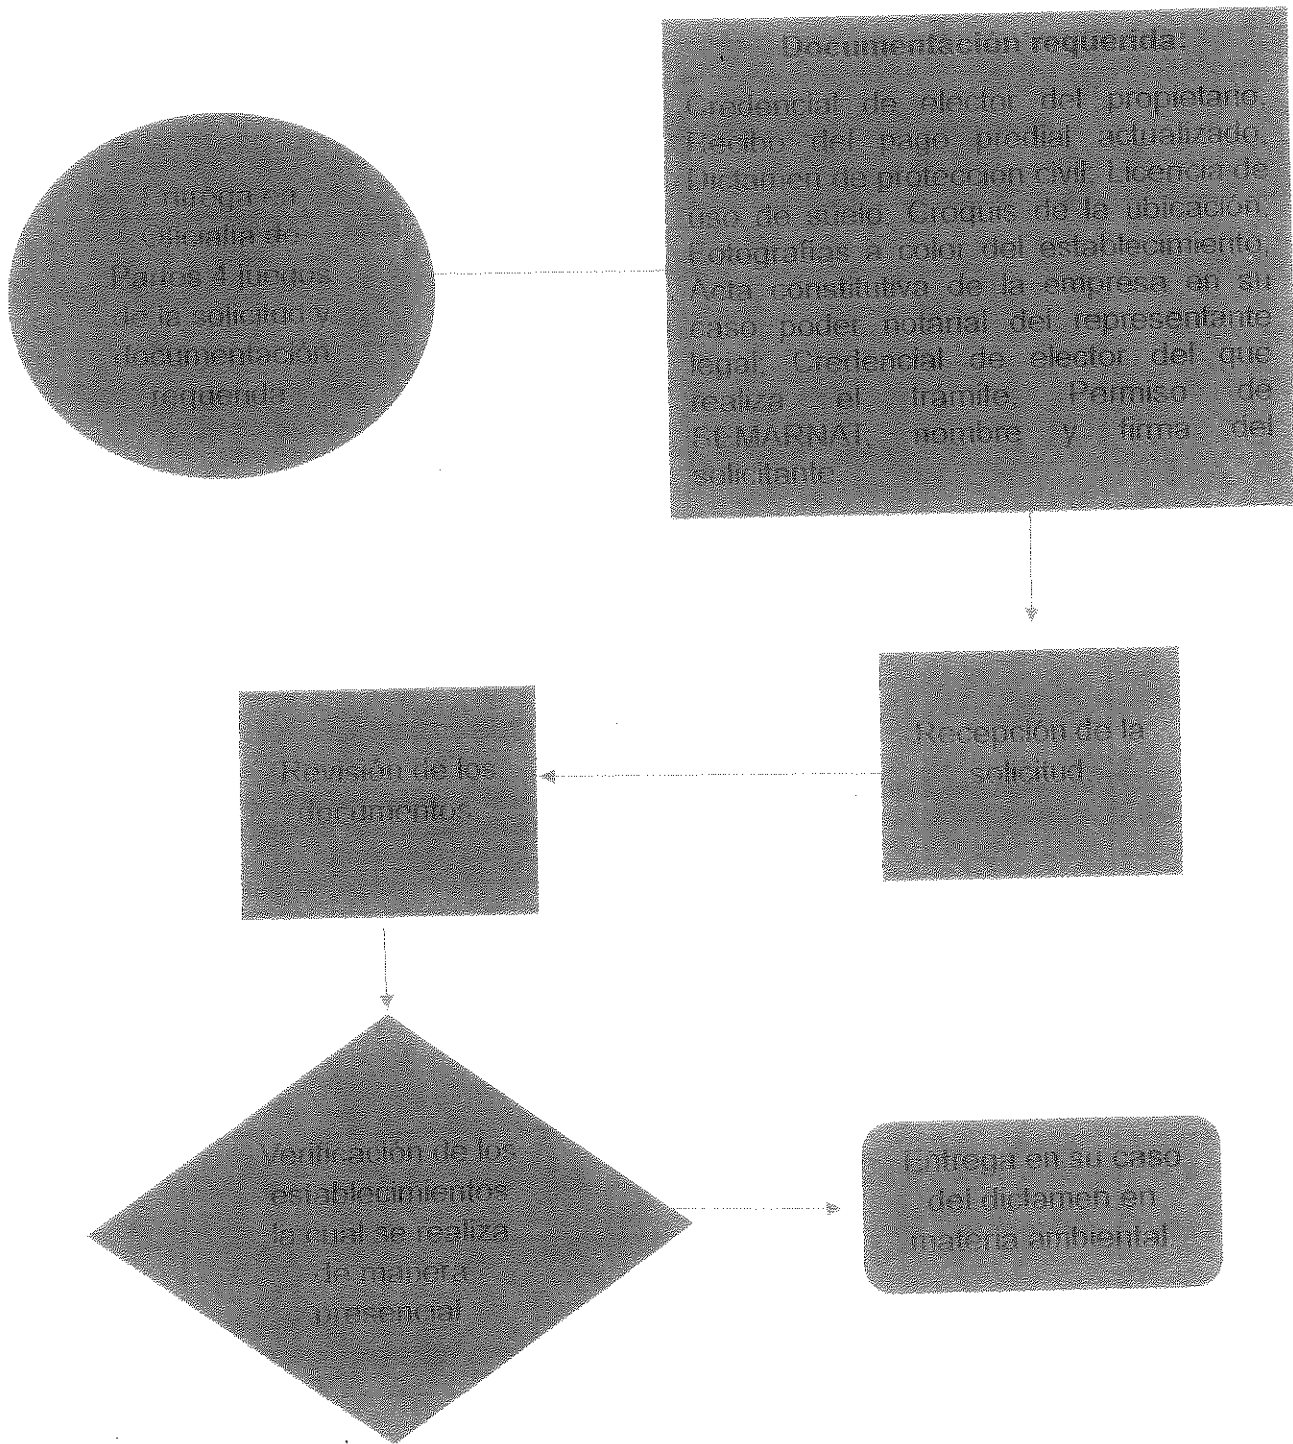 Entrega en
oficialía de
Partes 3 juegos
de la solicitud y
documentación
requerida
Documentación requerida:
Credencial de elector del propietario,
Recibo del pago predial actualizado,
Dictamen de protección civil, Licencia de
uso de suelo, Croquis de la ubicación,
Fotografías a color del establecimiento,
Acta constitutiva de la empresa en su
caso poder notarial del representante
legal, Credencial de elector del que
realiza el tramite, Permiso de
SEMARNAT, nombre y firma del
solicitante
Recepción de la
solicitud
Revisión de los
documentos
Verificación de los
establecimientos
la cual se realiza
de manera
presencial
Entrega en su caso
del dictamen en
materia ambiental